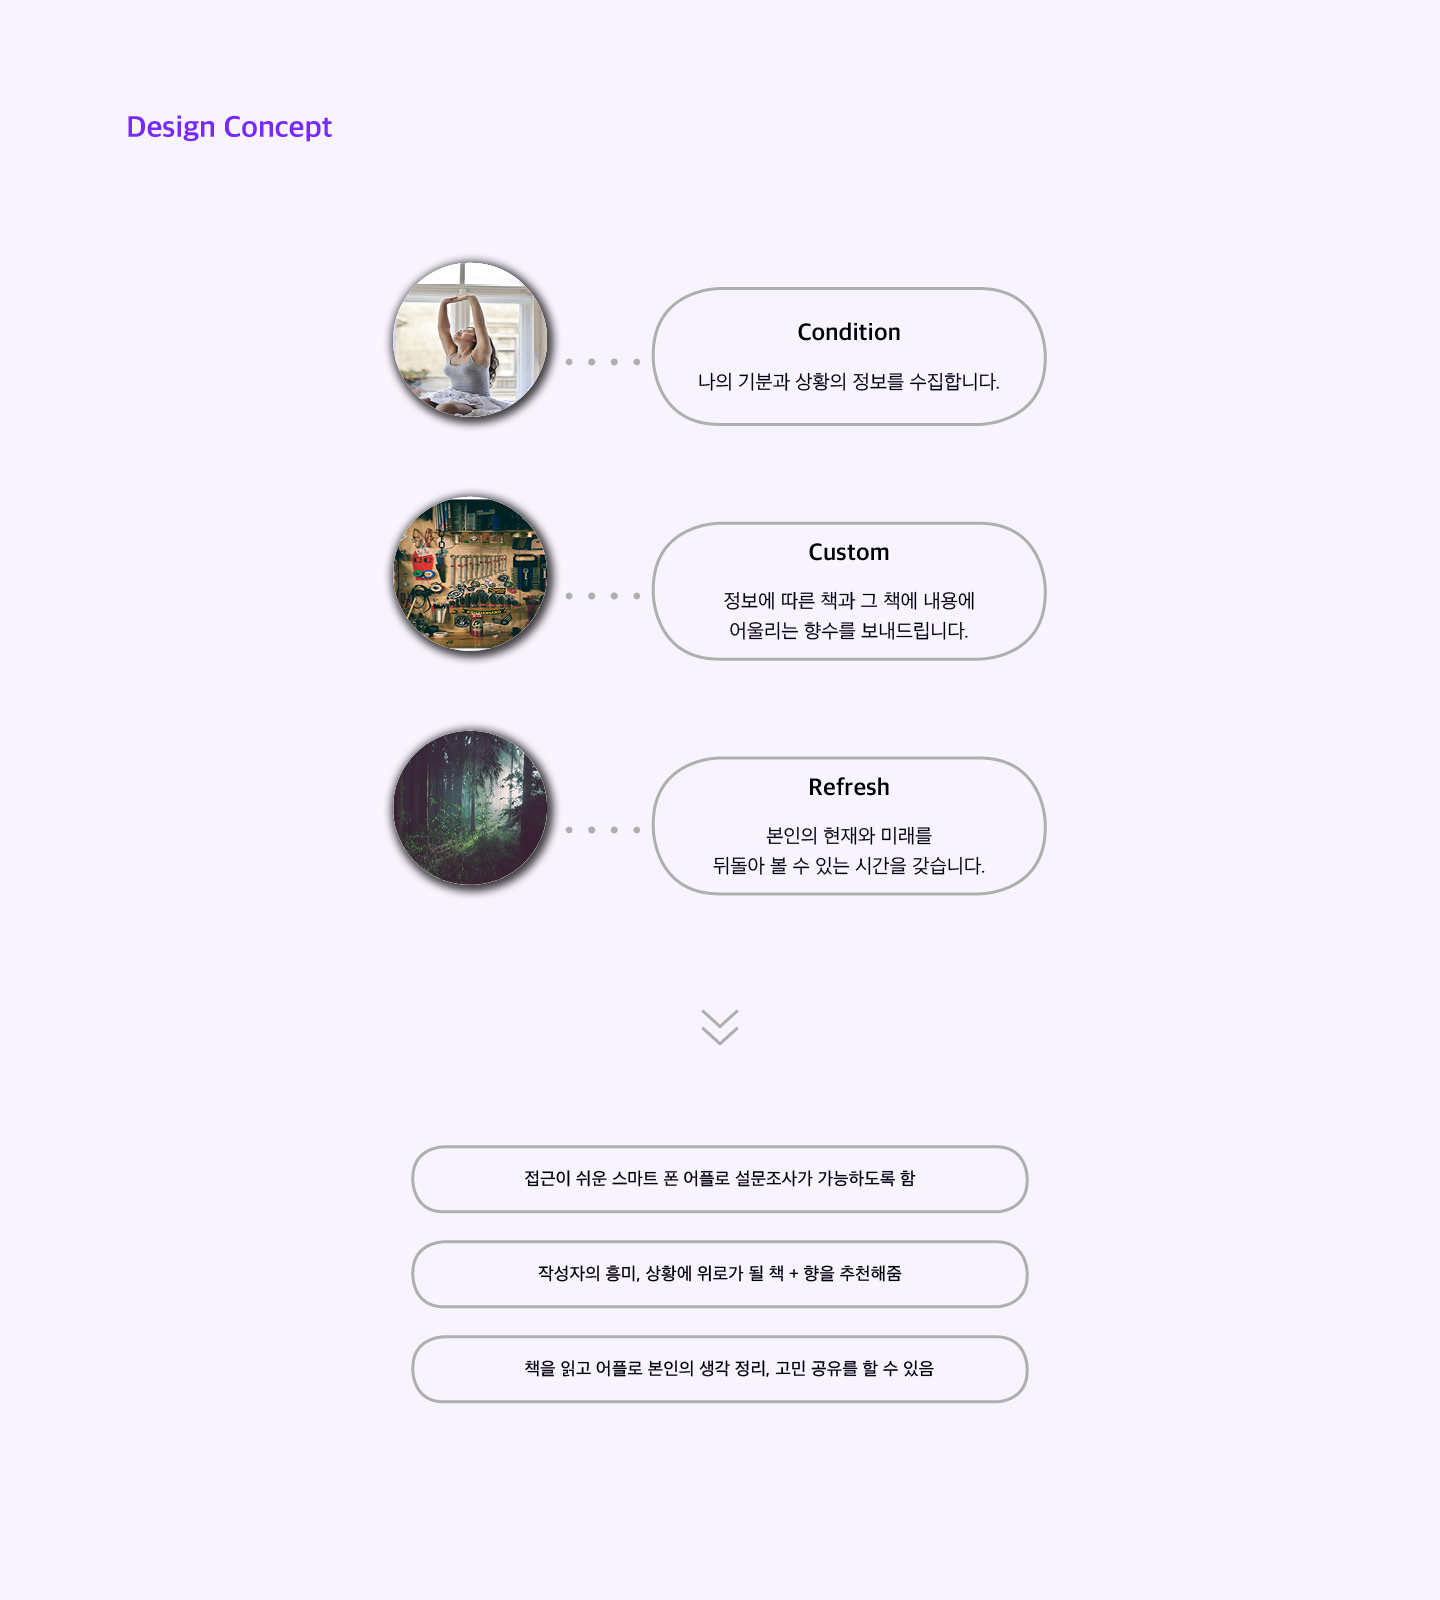 Design Concept
Condition
나의 기분과 상황의 정보를 수집합니다.
Custom
정보에 따른 책과 그 책에 내용에
어울리는 향수를 보내드립니다.
Refresh
본인의 현재와 미래를
뒤돌아 볼 수 있는 시간을 갖습니다.
접근이 쉬운 스마트 폰 어플로 설문조사가 가능하도록 함
작성자의 흥미, 상황에 위로가 될 책 + 향을 추천해줌
책을 읽고 어플로 본인의 생각 정리, 고민 공유를 할 수 있음